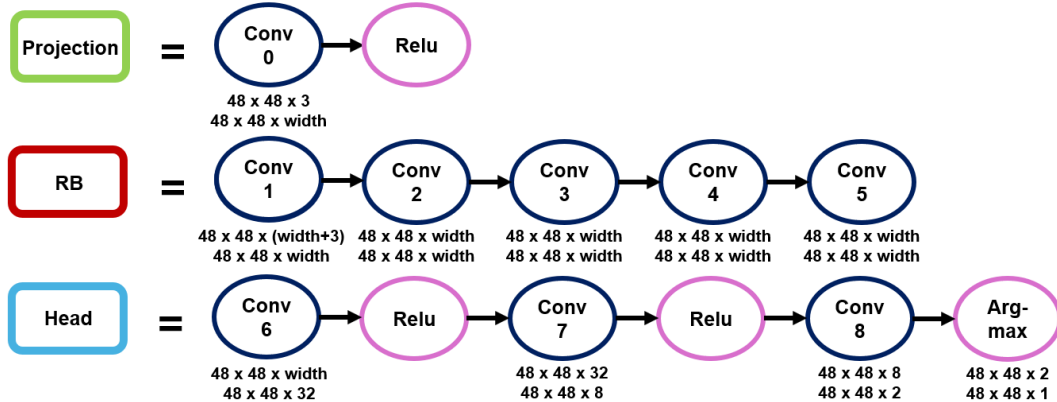 Projection = Conv 0 Relu
48 x 48 x 3
48 x 48 x width
RB = Conv 1 Conv 2 Conv 3 Conv 4 Conv 5
48 x 48 x (width+3) 48 x 48 x width 48 x 48 x width 48 x 48 x width 48 x 48 x width
48 x 48 x width 48 x 48 x width 48 x 48 x width 48 x 48 x width 48 x 48 x width
Head = Conv 6 Relu Conv 7 Relu Conv 8 Arg-max
48 x 48 x width 48 x 48 x 32 48 x 48 x 8 48 x 48 x 2
48 x 48 x 32 48 x 48 x 8 48 x 48 x 2 48 x 48 x 1